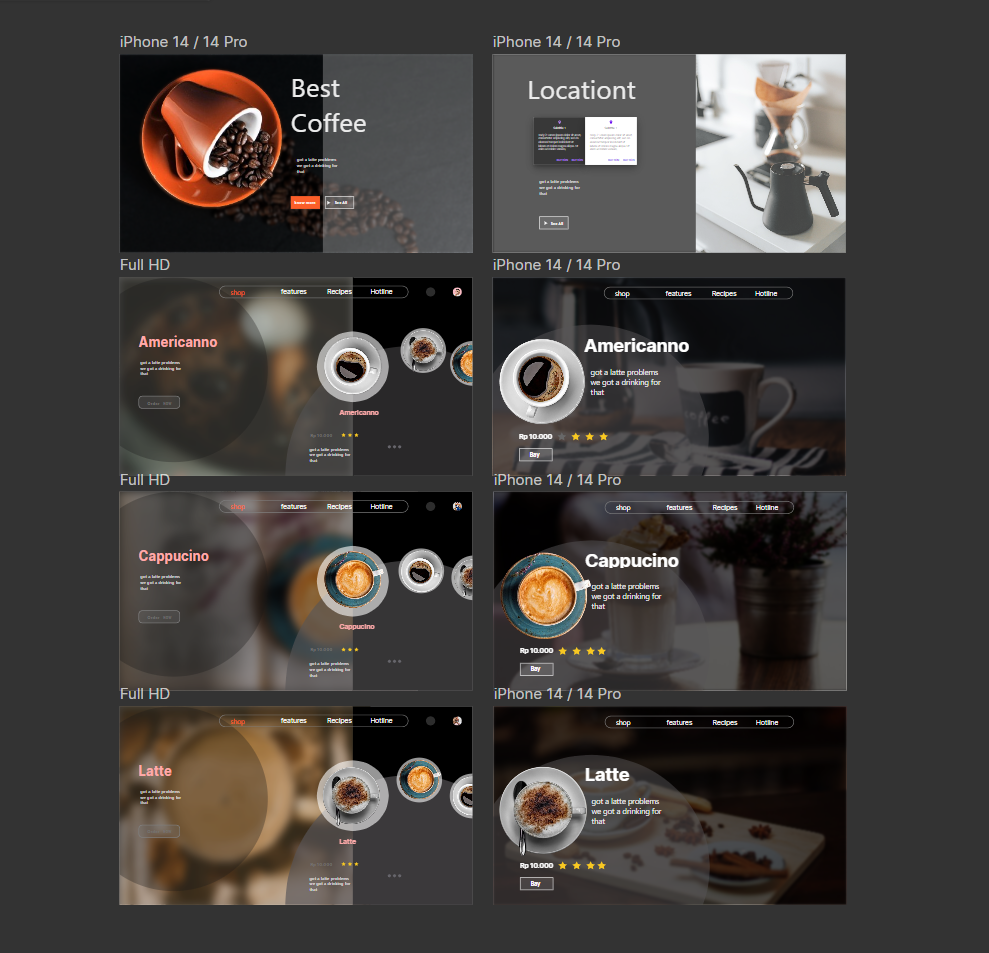 iPhone 14 / 14 Pro
Best
Coffee
got a latte problems
we got a drinking for
that
See All
iPhone 14 / 14 Pro
Locationt
got a latte problems
we got a drinking for
that
See All
Full HD
shop features Recipes Hotline
Americanno
got a latte problems
we got a drinking for
that
Order
Americanno
Rp 10.000
got a latte problems
we got a drinking for
that
iPhone 14 / 14 Pro
shop features Recipes Hotline
Americanno
got a latte problems
we got a drinking for
that
coffee
Rp 10.000
Bay
Full HD
shop features Recipes Hotline
Cappucino
got a latte problems
we got a drinking for
that
Order
Cappucino
Rp 10.000
got a latte problems
we got a drinking for
that
iPhone 14 / 14 Pro
shop features Recipes Hotline
Cappucino
got a latte problems
we got a drinking for
that
Rp 10.000
Bay
Full HD
shop features Recipes Hotline
Latte
got a latte problems
we got a drinking for
that
Latte
Rp 10.000
got a latte problems
we got a drinking for
that
iPhone 14 / 14 Pro
shop features Recipes Hotline
Latte
got a latte problems
we got a drinking for
that
Rp 10.000
Bay